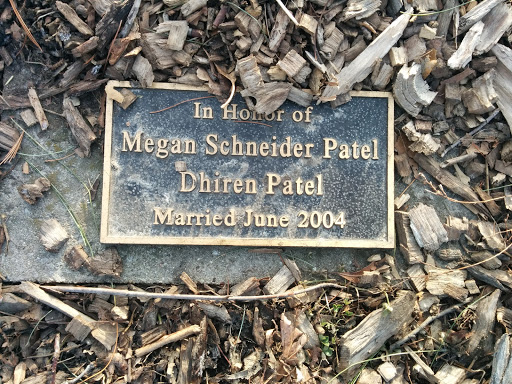 In Honor of
Megan Schneider Patel
Dhiren Patel
Married June 2004